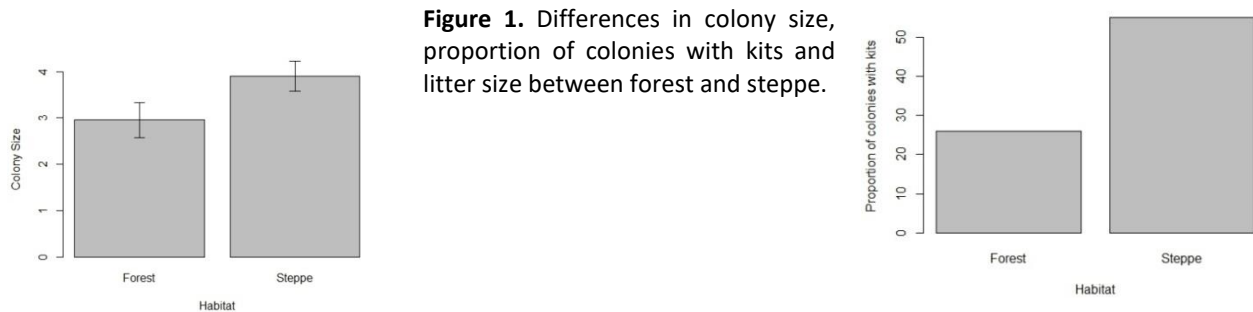 Figure 1. Differences in colony size,
proportion of colonies with kits and
litter size between forest and steppe.
Colony Size
4
3
2
1
0
Forest Steppe
Habitat
Proportion of colonies with kits
50
40
30
20
10
0
Forest Steppe
Habitat